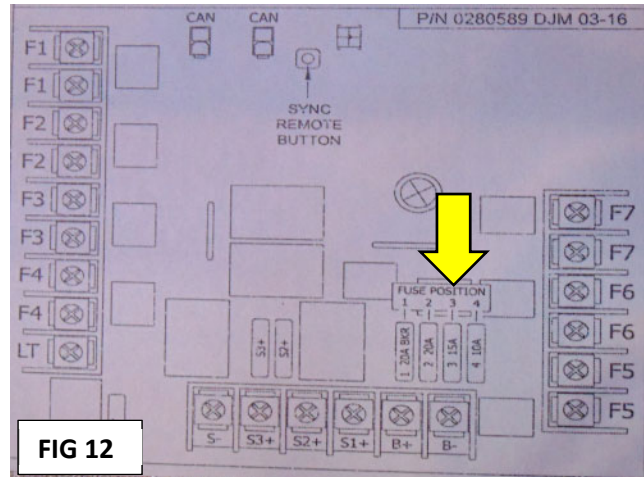 CAN CAN
P/N 0280589 DJM 03-16
SYNC
REMOTE
BUTTON
F1
F1
F2
F2
F3
F3
F4
F4
LT
F7
F7
F6
F6
F5
F5
FUSE POSITION
1 2 3 4
1 20A BKR
2 20A
3 15A
4 10A
S3+
S2+
S- S3+ S2+ S1+ B+ B-
FIG 12